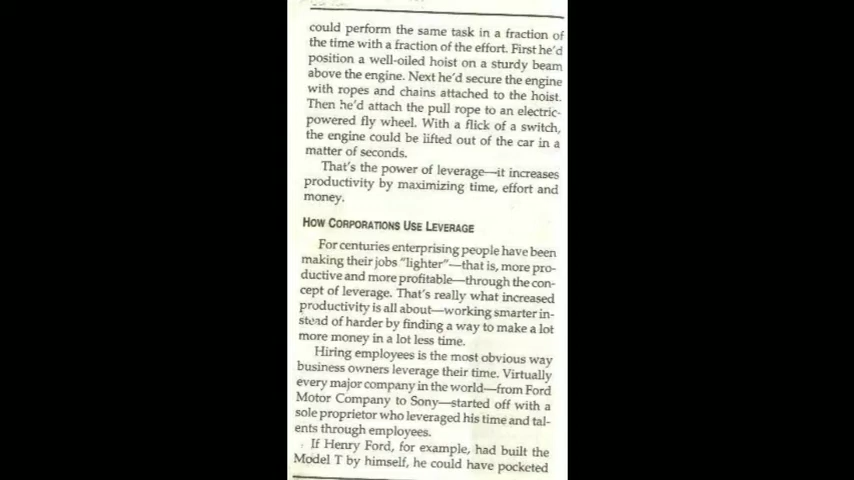 could perform the same task in a fraction of
the time with a fraction of the effort. First he'd
position a well-oiled hoist on a sturdy beam
above the engine. Next he'd secure the engine
with ropes and chains attached to the hoist.
Then he'd attach the pull rope to an electric-
powered fly wheel. With a flick of a switch,
the engine could be lifted out of the car in a
matter of seconds.
That's the power of leverage—it increases
productivity by maximizing time, effort and
money.
HOW CORPORATIONS USE LEVERAGE
For centuries enterprising people have been
making their jobs "lighter"—that is, more pro-
ductive and more profitable—through the con-
cept of leverage. That's really what increased
productivity is all about—working smarter in-
stead of harder by finding a way to make a lot
more money in a lot less time.
Hiring employees is the most obvious way
business owners leverage their time. Virtually
every major company in the world—from Ford
Motor Company to Sony—started off with a
sole proprietor who leveraged his time and tal-
ents through employees.
If Henry Ford, for example, had built the
Model T by himself, he could have pocketed